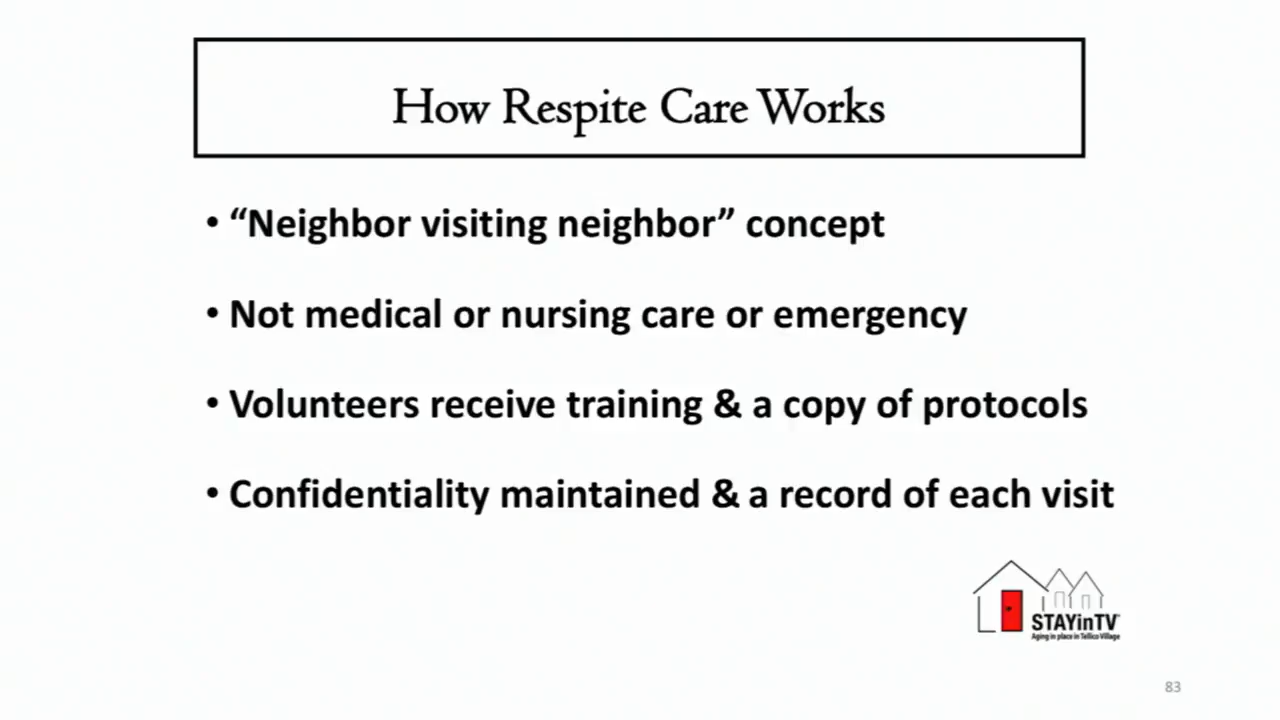 How Respite Care Works
• “Neighbor visiting neighbor” concept
• Not medical or nursing care or emergency
• Volunteers receive training & a copy of protocols
• Confidentiality maintained & a record of each visit
STAYinTV
Aging in place in Tellico Village
83